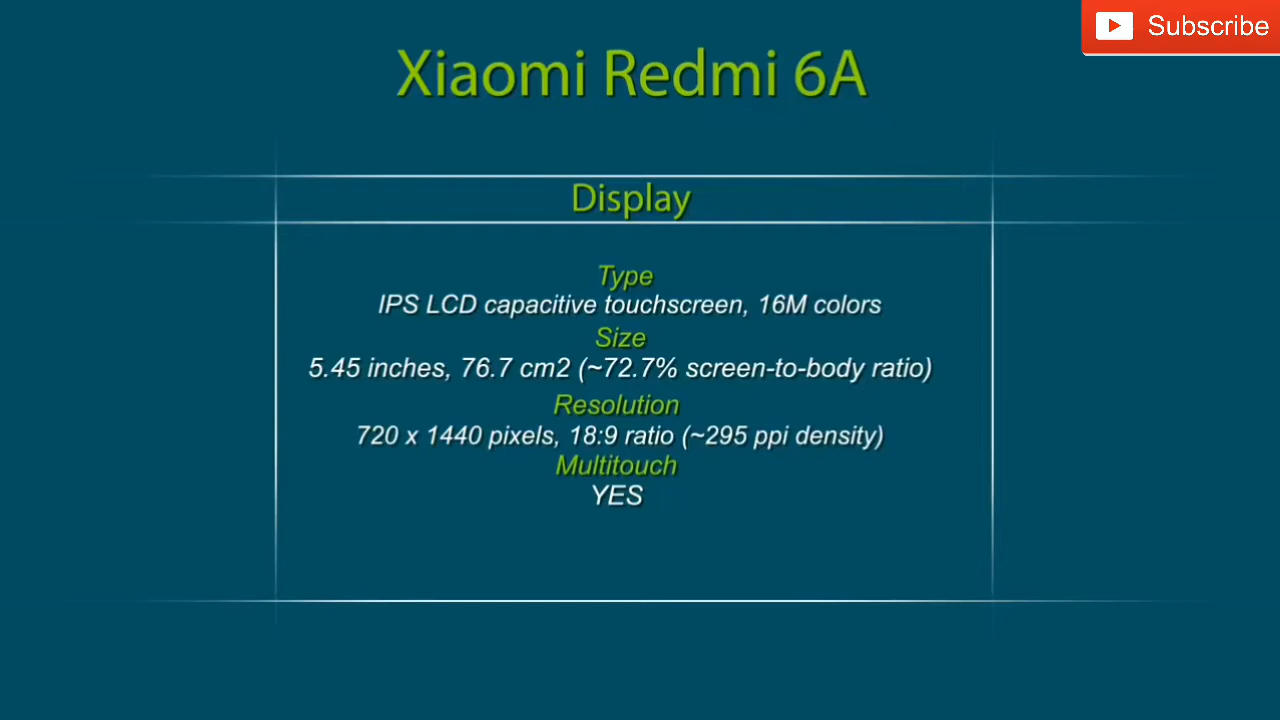 Subscribe
Xiaomi Redmi 6A
Display
Type
IPS LCD capacitive touchscreen, 16M colors
Size
5.45 inches, 76.7 cm2 (~72.7% screen-to-body ratio)
Resolution
720 x 1440 pixels, 18:9 ratio (~295 ppi density)
Multitouch
YES